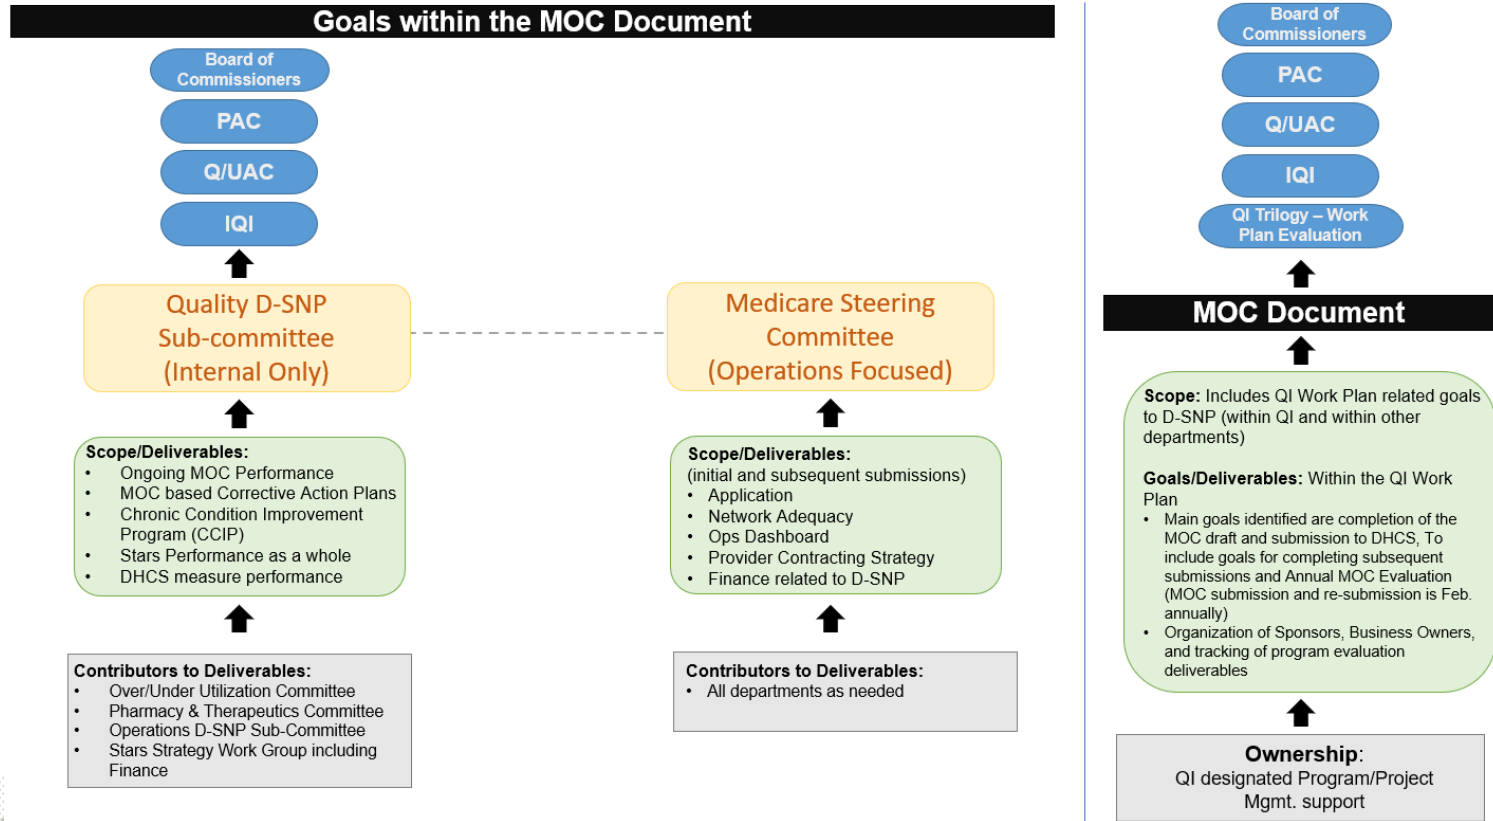 Goals within the MOC Document
Board of
Commissioners
PAC
Q/UAC
IQI
Quality D-SNP
Sub-committee
(Internal Only)
Scope/Deliverables:
• Ongoing MOC Performance
• MOC based Corrective Action Plans
• Chronic Condition Improvement
Program (CCIP)
• Stars Performance as a whole
• DHCS measure performance
Contributors to Deliverables:
• Over/Under Utilization Committee
• Pharmacy & Therapeutics Committee
• Operations D-SNP Sub-Committee
• Stars Strategy Work Group including
Finance
Medicare Steering
Committee
(Operations Focused)
Scope/Deliverables:
(initial and subsequent submissions)
• Application
• Network Adequacy
• Ops Dashboard
• Provider Contracting Strategy
• Finance related to D-SNP
Contributors to Deliverables:
• All departments as needed
Board of
Commissioners
PAC
Q/UAC
IQI
QI Trilogy – Work
Plan Evaluation
MOC Document
Scope: Includes QI Work Plan related goals
to D-SNP (within QI and within other
departments)
Goals/Deliverables: Within the QI Work
Plan
• Main goals identified are completion of the
MOC draft and submission to DHCS, To
include goals for completing subsequent
submissions and Annual MOC Evaluation
(MOC submission and re-submission is Feb.
annually)
• Organization of Sponsors, Business Owners,
and tracking of program evaluation
deliverables
Ownership:
QI designated Program/Project
Mgmt. support